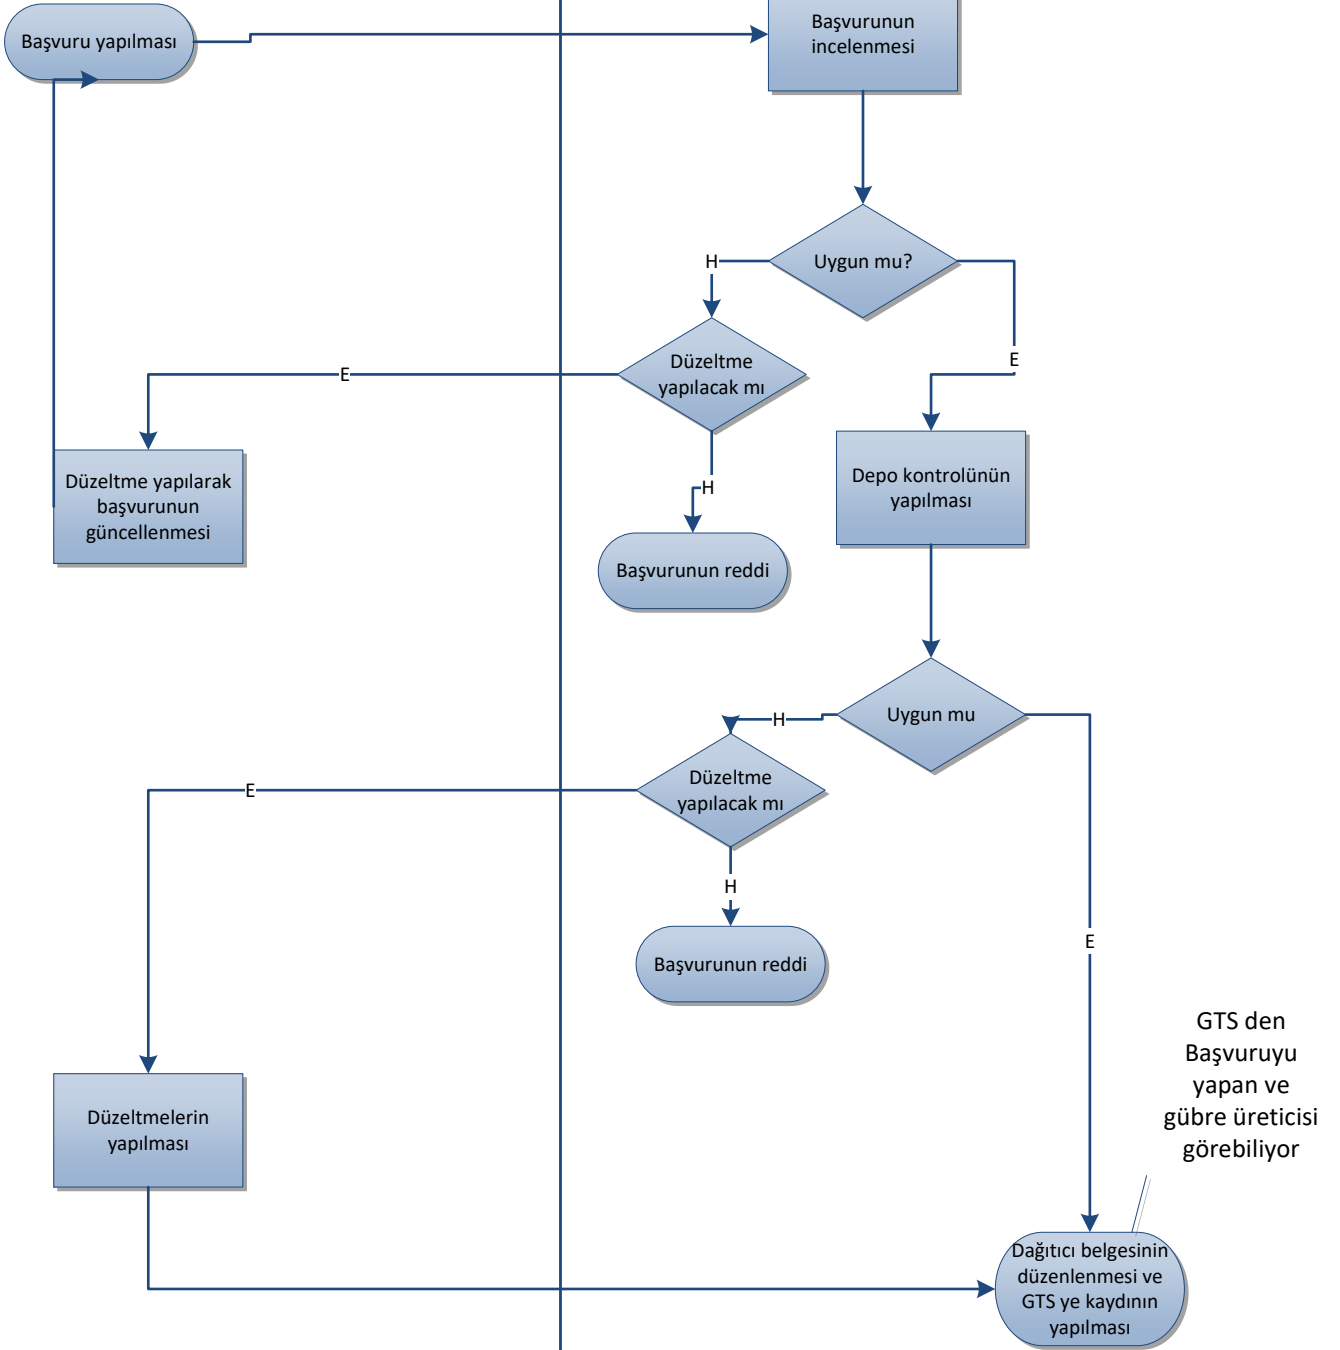 Başvuru yapılması
Başvurunun
incelenmesi
Uygun mu?
H
E
Düzeltme
yapılacak mı
E
H
Düzeltme yapılarak
başvurunun
güncellenmesi
Depo kontrolünün
yapılması
Başvurunun reddi
Uygun mu
H
Düzeltme
yapılacak mı
E
H
E
Başvurunun reddi
GTS den
Başvuruyu
yapan ve
gübre üreticisi
görebiliyor
Düzeltmelerin
yapılması
Dağıtıcı belgesinin
düzenlenmesi ve
GTS ye kaydının
yapılması